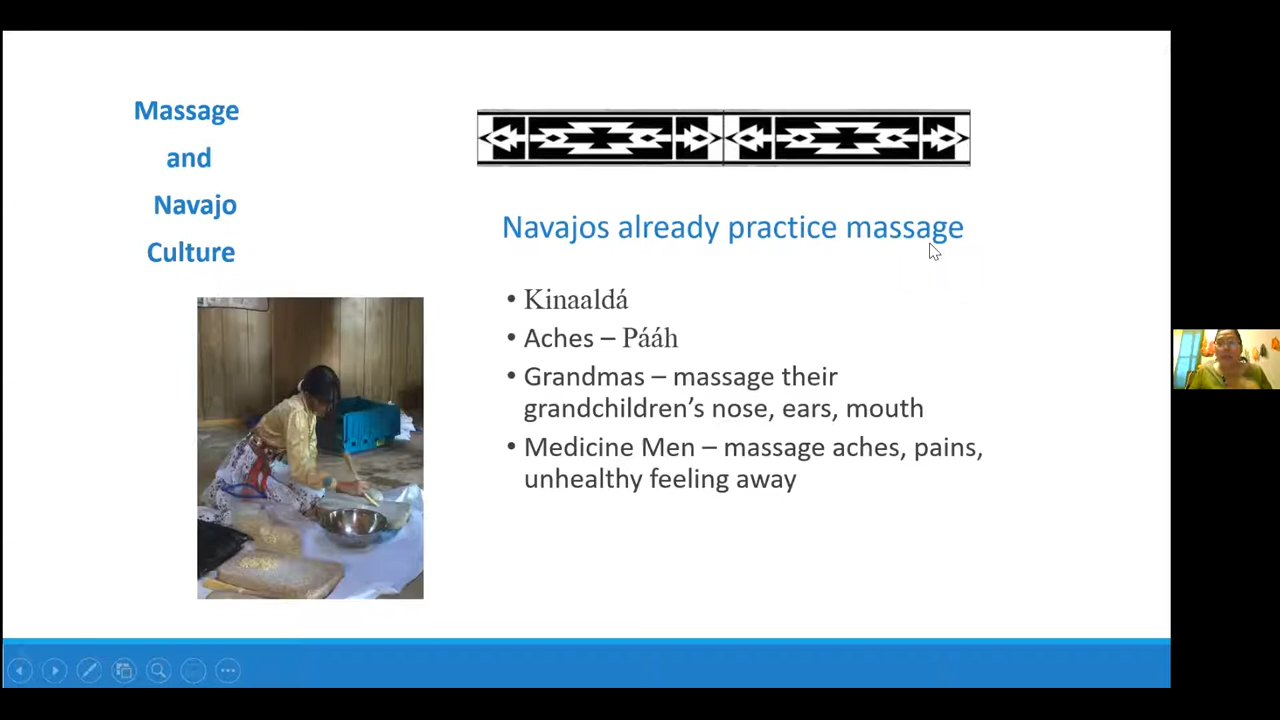 Massage
and
Navajo
Culture
Navajos already practice massage
• Kinaaldá
• Aches – Pááh
• Grandmas – massage their
grandchildren’s nose, ears, mouth
• Medicine Men – massage aches, pains,
unhealthy feeling away